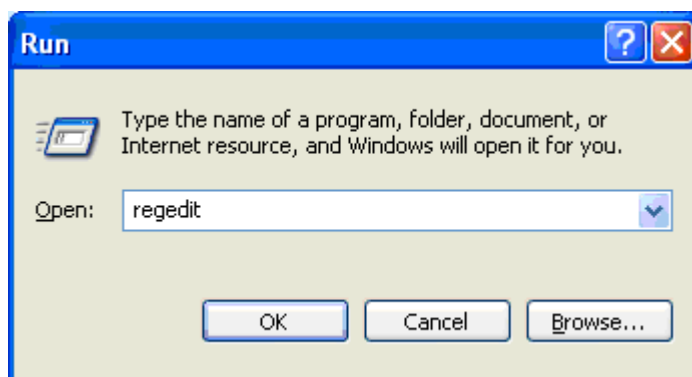 Run
Type the name of a program, folder, document, or
Internet resource, and Windows will open it for you.
Open: regedit
OK Cancel Browse...